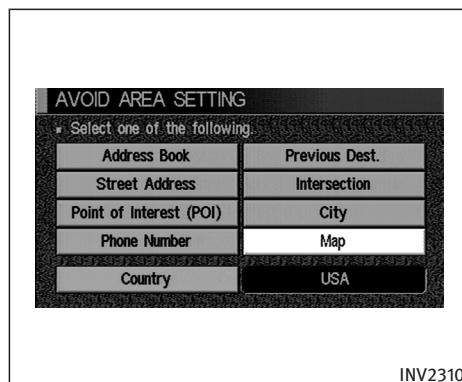 AVOID AREA SETTING
Select one of the following.
Address Book Previous Dest.
Street Address Intersection
Point of Interest (POI) City
Phone Number Map
Country USA
INV2310